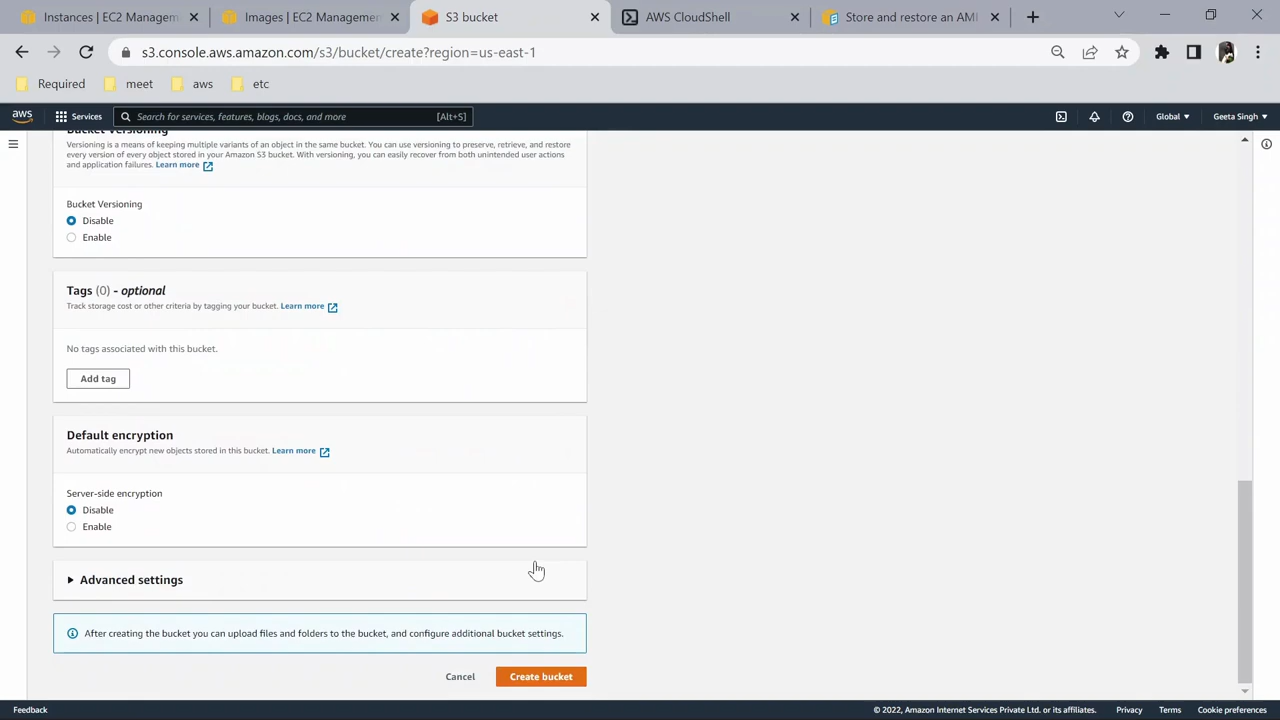 Instances | EC2 Managemen
Images | EC2 Managemen
S3 bucket
AWS CloudShell
Store and restore an AMI
s3.console.aws.amazon.com/s3/bucket/create?region=us-east-1
Required
meet
aws
etc
aws
Services
Search for services, features, blogs, docs, and more
[Alt+S]
Global
Geeta Singh
Bucket Versioning
Versioning is a means of keeping multiple variants of an object in the same bucket. You can use versioning to preserve, retrieve, and restore
every version of every object stored in your Amazon S3 bucket. With versioning, you can easily recover from both unintended user actions
and application failures. Learn more
Bucket Versioning
Disable
Enable
Tags (0) - optional
Track storage cost or other criteria by tagging your bucket. Learn more
No tags associated with this bucket.
Add tag
Default encryption
Automatically encrypt new objects stored in this bucket. Learn more
Server-side encryption
Disable
Enable
Advanced settings
After creating the bucket you can upload files and folders to the bucket, and configure additional bucket settings.
Cancel
Create bucket
Feedback
© 2022, Amazon Internet Services Private Ltd. or its affiliates.
Privacy
Terms
Cookie preferences